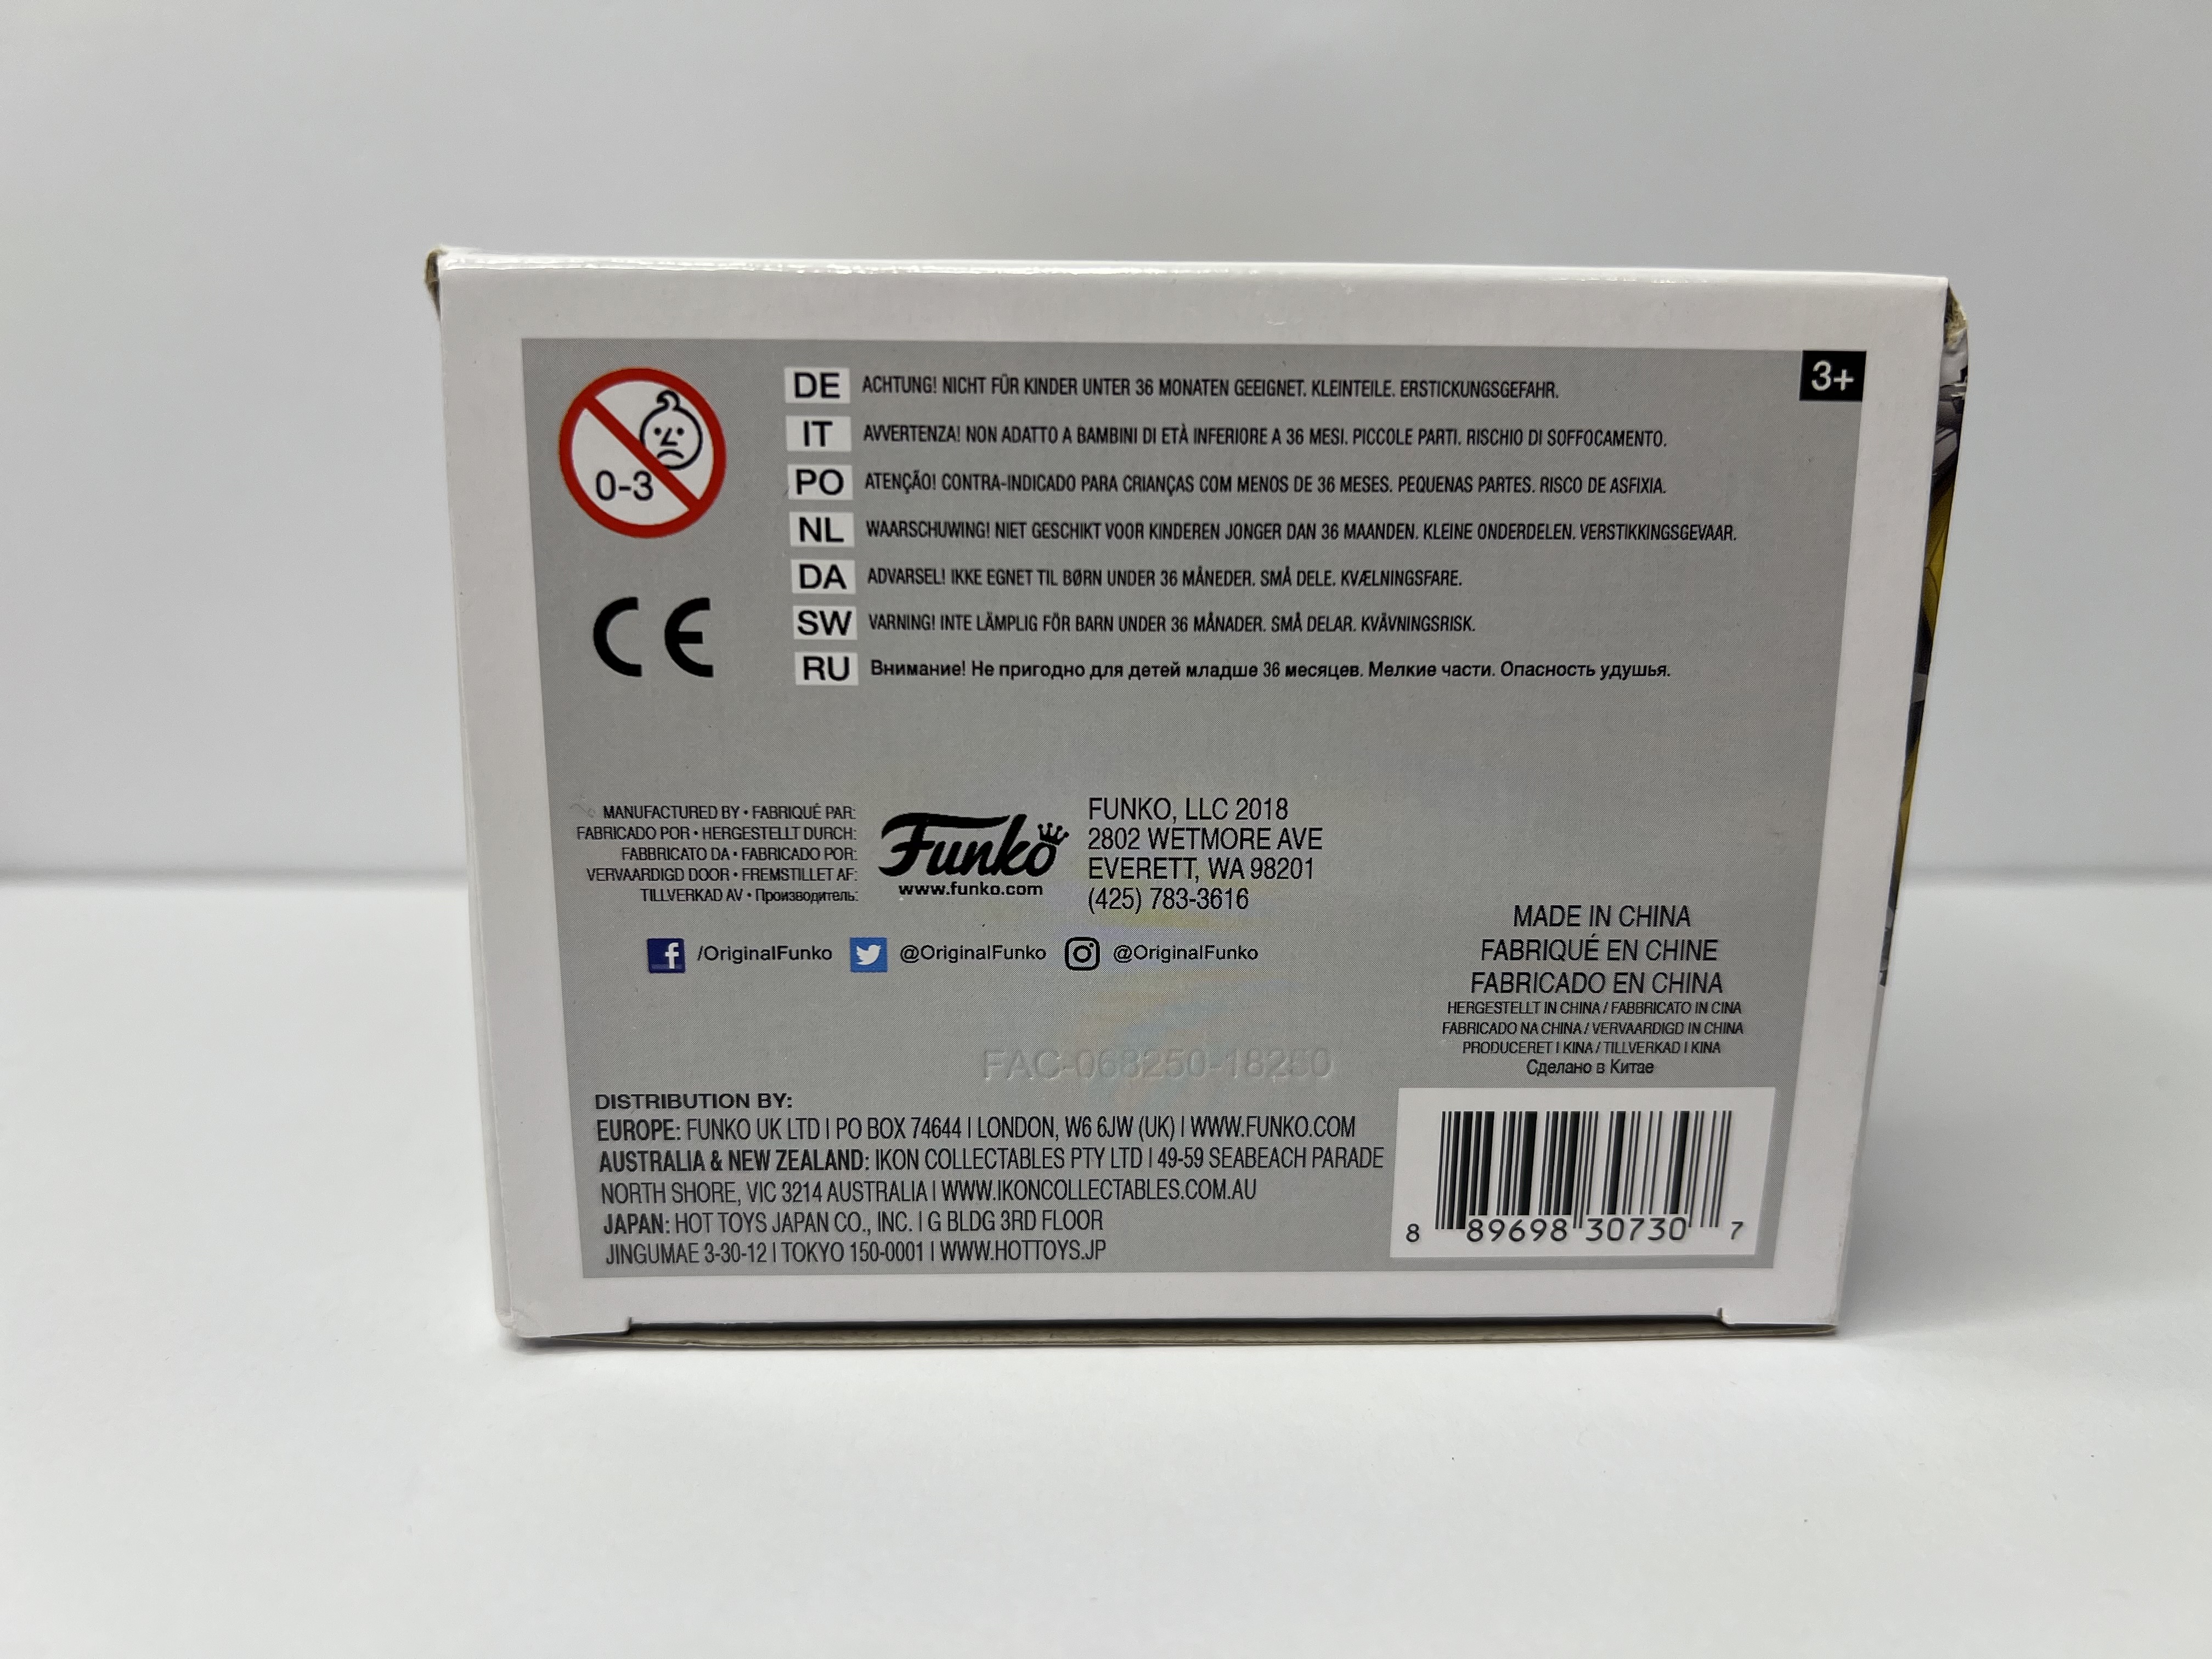 3+
0-3
DE ACHTUNG! NICHT FÜR KINDER UNTER 36 MONATEN GEEIGNET. KLEINTEILE. ERSTICKUNGSGEFAHR.
IT AVVERTENZA! NON ADATTO A BAMBINI DI ETÀ INFERIORE A 36 MESI. PICCOLE PARTI. RISCHIO DI SOFFOCAMENTO.
PO ATENÇÃO! CONTRA-INDICADO PARA CRIANÇAS COM MENOS DE 36 MESES. PEQUENAS PARTES. RISCO DE ASFIXIA.
NL WAARSCHUWING! NIET GESCHIKT VOOR KINDEREN JONGER DAN 36 MAANDEN. KLEINE ONDERDELEN. VERSTIKKINGSGEVAAR.
DA ADVARSEL! IKKE EGNET TIL BØRN UNDER 36 MÅNEDER. SMÅ DELE. KVÆLNINGSFARE.
SW VARNING! INTE LÄMPLIG FÖR BARN UNDER 36 MÅNADER. SMÅ DELAR. KVÄVNINGSRISK.
RU Внимание! Не пригодно для детей младше 36 месяцев. Мелкие части. Опасность удушья.
CE
MANUFACTURED BY • FABRIQUÉ PAR:
FABRICADO POR • HERGESTELLT DURCH:
FABBRICATO DA • FABRICADO POR:
VERVAARDIGD DOOR • FREMSTILLET AF:
TILLVERKAD AV • Производитель:
Funko
www.funko.com
FUNKO, LLC 2018
2802 WETMORE AVE
EVERETT, WA 98201
(425) 783-3616
/OriginalFunko @OriginalFunko @OriginalFunko
MADE IN CHINA
FABRIQUÉ EN CHINE
FABRICADO EN CHINA
HERGESTELLT IN CHINA / FABBRICATO IN CINA
FABRICADO NA CHINA / VERVAARDIGD IN CHINA
PRODUCERET I KINA / TILLVERKAD I KINA
Сделано в Китае
FAC-068250-18250
DISTRIBUTION BY:
EUROPE: FUNKO UK LTD | PO BOX 74644 | LONDON, W6 6JW (UK) | WWW.FUNKO.COM
AUSTRALIA & NEW ZEALAND: IKON COLLECTABLES PTY LTD | 49-59 SEABEACH PARADE
NORTH SHORE, VIC 3214 AUSTRALIA | WWW.IKONCOLLECTABLES.COM.AU
JAPAN: HOT TOYS JAPAN CO., INC. | G BLDG 3RD FLOOR
JINGUMAE 3-30-12 | TOKYO 150-0001 | WWW.HOTTOYS.JP
8 89698 30730 7